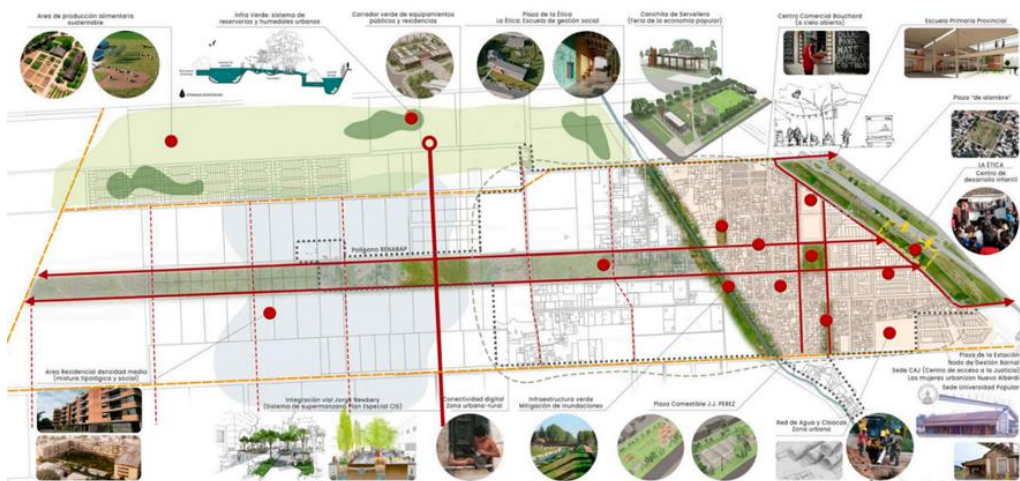 Area de producción alimentaria
sustentable
Infra Verde: sistema de
reservorios y humedales urbanos
Corredor verde de equipamientos
públicos y residencias
Plaza de la Ética
La Ética: Escuela de gestión social
Canchita de Servellera
(Feria de la economía popular)
Centro Comercial Bouchard
(a cielo abierto)
Escuela Primaria Provincial
Plaza "de alambre"
LA ÉTICA
Centro de
desarrollo infantil
Polígono RENABAP
Area Residencial densidad media
(mixtura tipológica y social)
Integración vial Jorge Newbery
(Sistema de supermanzana Plan Especial CIS)
Conectividad digital
Zona urbana-rural
Infraestructura verde
Mitigación de inundaciones
Plaza Comestible J.J. PEREZ
Red de Agua y Cloacas
Zona urbana
Plaza de la Estación
Nodo de Gestión Barrial
Sede CAJ (Centro de acceso a la Justicia)
Las mujeres urbanizan Nuevo Alberdi
Sede Universidad Popular